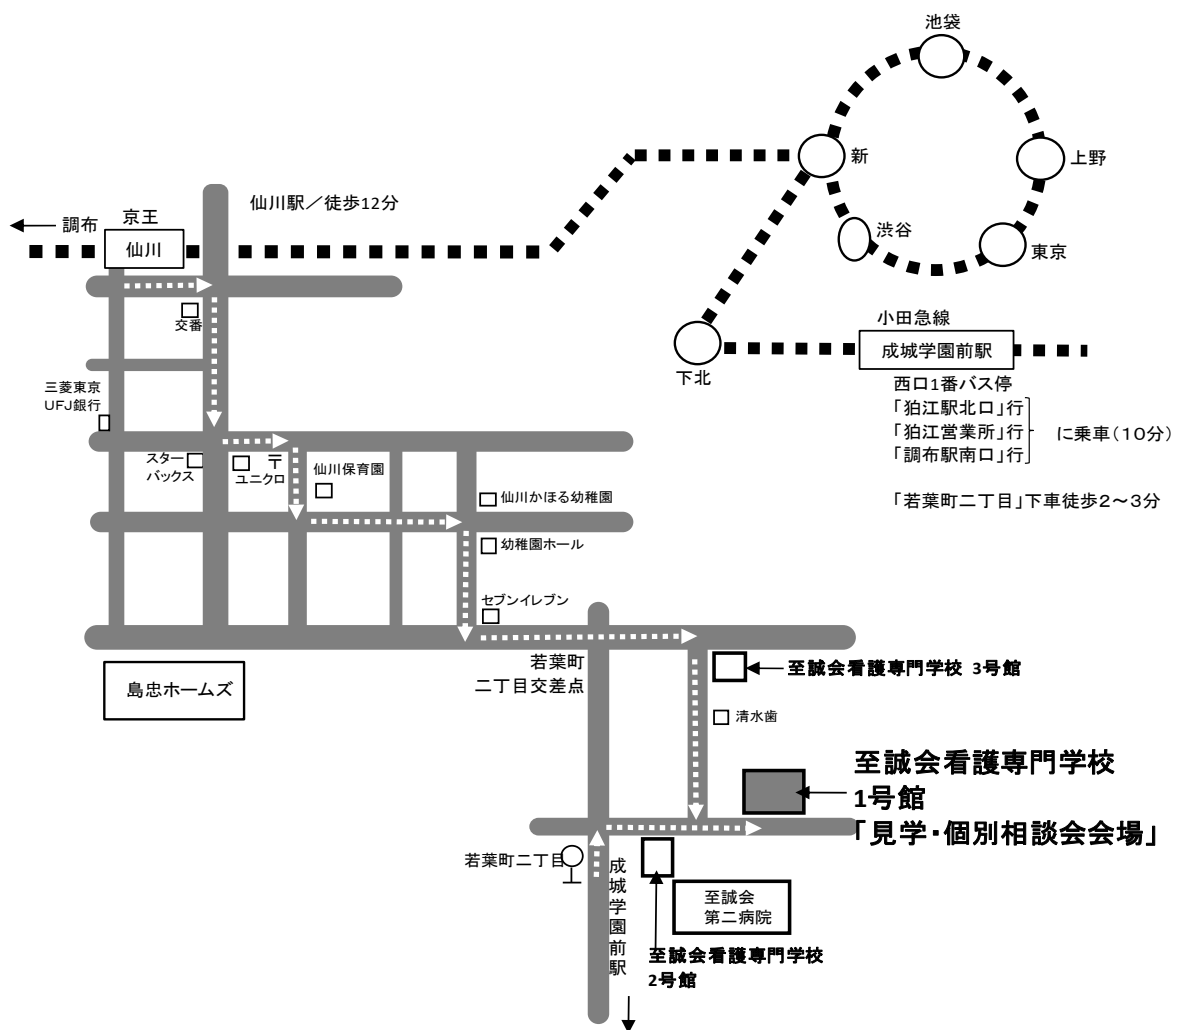 池袋
新
上野
仙川駅／徒歩12分
京王
調布
仙川
渋谷
東京
小田急線
成城学園前駅
下北
交番
西口1番バス停
「狛江駅北口」行
「狛江営業所」行
「調布駅南口」行
に乗車（10分）
「若葉町二丁目」下車徒歩2～3分
三菱東京
UFJ銀行
スター
バックス
ユニクロ
〒
仙川保育園
仙川かほる幼稚園
幼稚園ホール
セブンイレブン
若葉町
二丁目交差点
島忠ホームズ
至誠会看護専門学校 3号館
清水歯
至誠会看護専門学校
1号館
「見学・個別相談会会場」
若葉町二丁目
成城学園前駅
至誠会
第二病院
至誠会看護専門学校
2号館